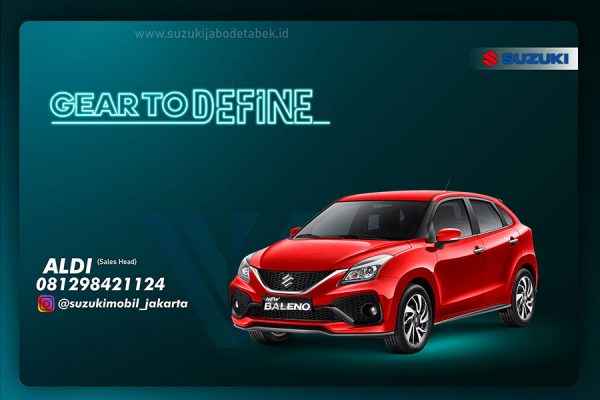 www.suzukijabodetabek.id
SUZUKI
GEAR TO DEFINE_
ALDI (Sales Head)
081298421124
@suzukimobil_jakarta
NEW
BALENO